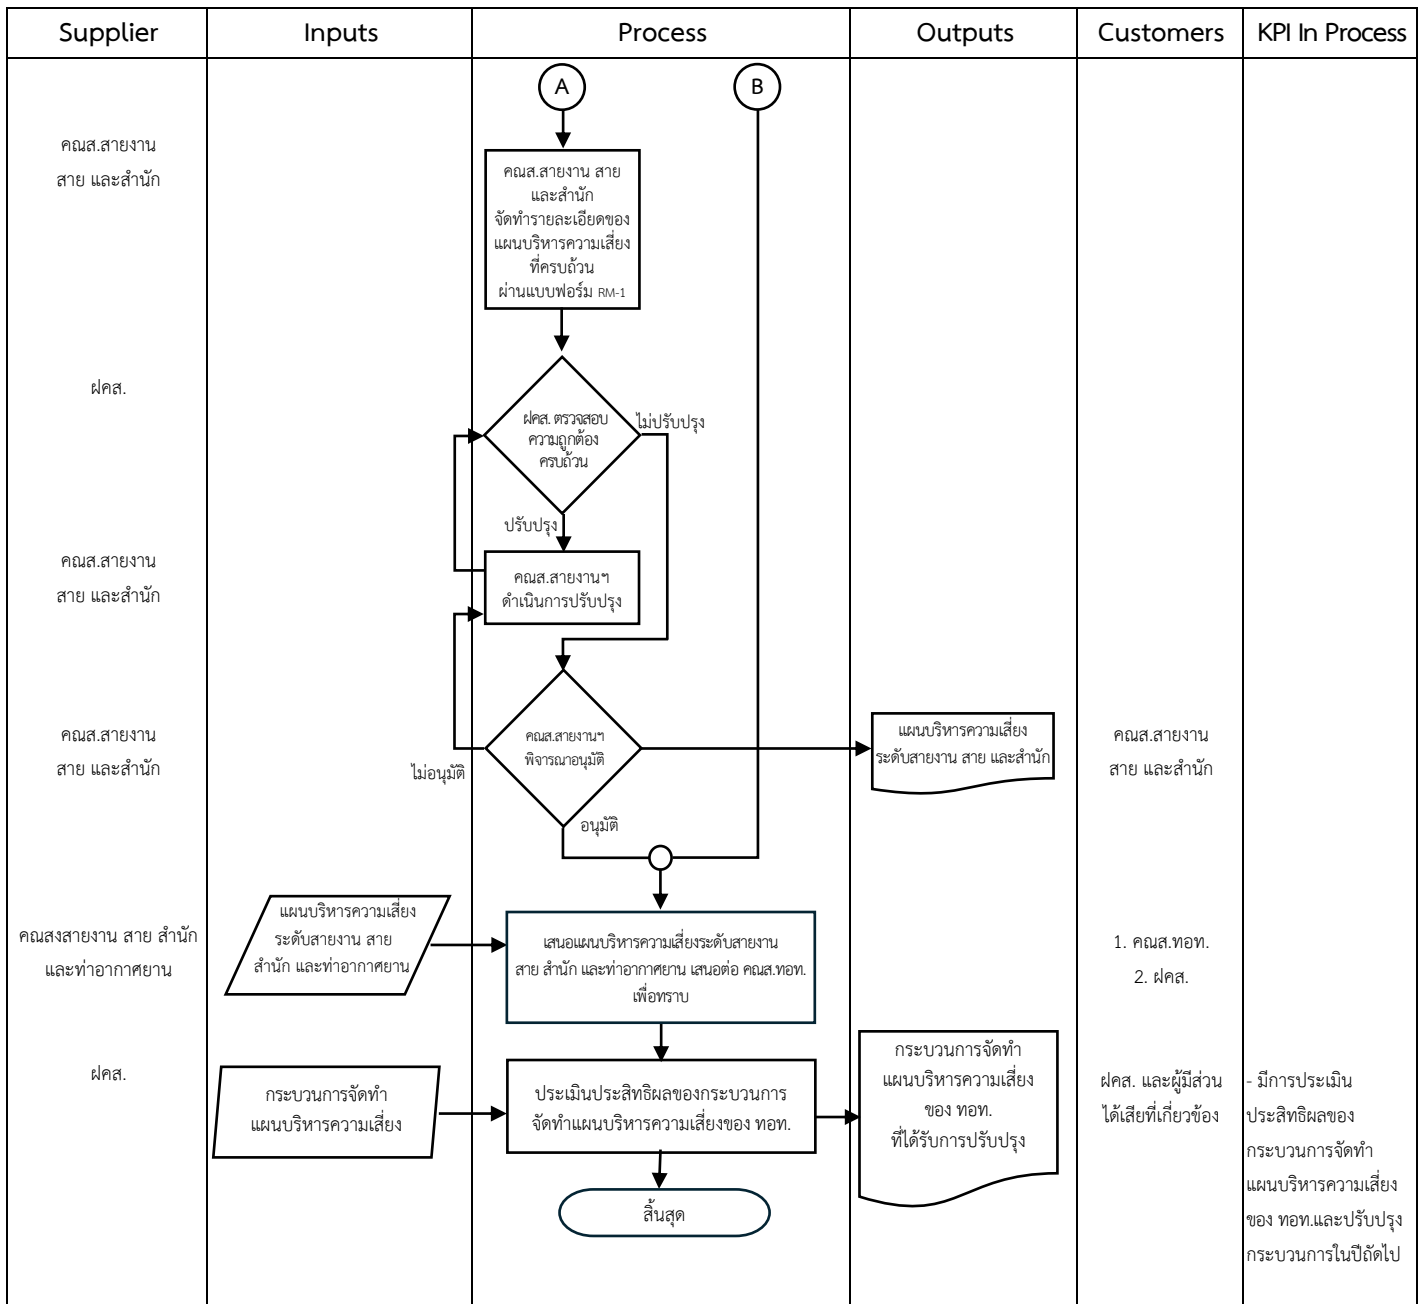 Supplier
Inputs
Process
Outputs
Customers
KPI In Process
A
B
คณส.สายงาน
สาย และสำนัก
คณส.สายงาน สาย
และสำนัก
จัดทำรายละเอียดของ
แผนบริหารความเสี่ยง
ที่ครบถ้วน
ผ่านแบบฟอร์ม RM-1
ฝคส.
ฝคส. ตรวจสอบ
ความถูกต้อง
ครบถ้วน
ไม่ปรับปรุง
ปรับปรุง
คณส.สายงาน
สาย และสำนัก
คณส.สายงานฯ
ดำเนินการปรับปรุง
คณส.สายงาน
สาย และสำนัก
คณส.สายงานฯ
พิจารณาอนุมัติ
ไม่อนุมัติ
อนุมัติ
แผนบริหารความเสี่ยง
ระดับสายงาน สาย และสำนัก
คณส.สายงาน
สาย และสำนัก
คณสงสายงาน สาย สำนัก
และท่าอากาศยาน
แผนบริหารความเสี่ยง
ระดับสายงาน สาย
สำนัก และท่าอากาศยาน
เสนอแผนบริหารความเสี่ยงระดับสายงาน
สาย สำนัก และท่าอากาศยาน เสนอต่อ คณส.ทอท.
เพื่อทราบ
1. คณส.ทอท.
2. ฝคส.
ฝคส.
กระบวนการจัดทำ
แผนบริหารความเสี่ยง
ประเมินประสิทธิผลของกระบวนการ
จัดทำแผนบริหารความเสี่ยงของ ทอท.
กระบวนการจัดทำ
แผนบริหารความเสี่ยง
ของ ทอท.
ที่ได้รับการปรับปรุง
ฝคส. และผู้มีส่วน
ได้เสียที่เกี่ยวข้อง
- มีการประเมิน
ประสิทธิผลของ
กระบวนการจัดทำ
แผนบริหารความเสี่ยง
ของ ทอท.และปรับปรุง
กระบวนการในปีถัดไป
สิ้นสุด